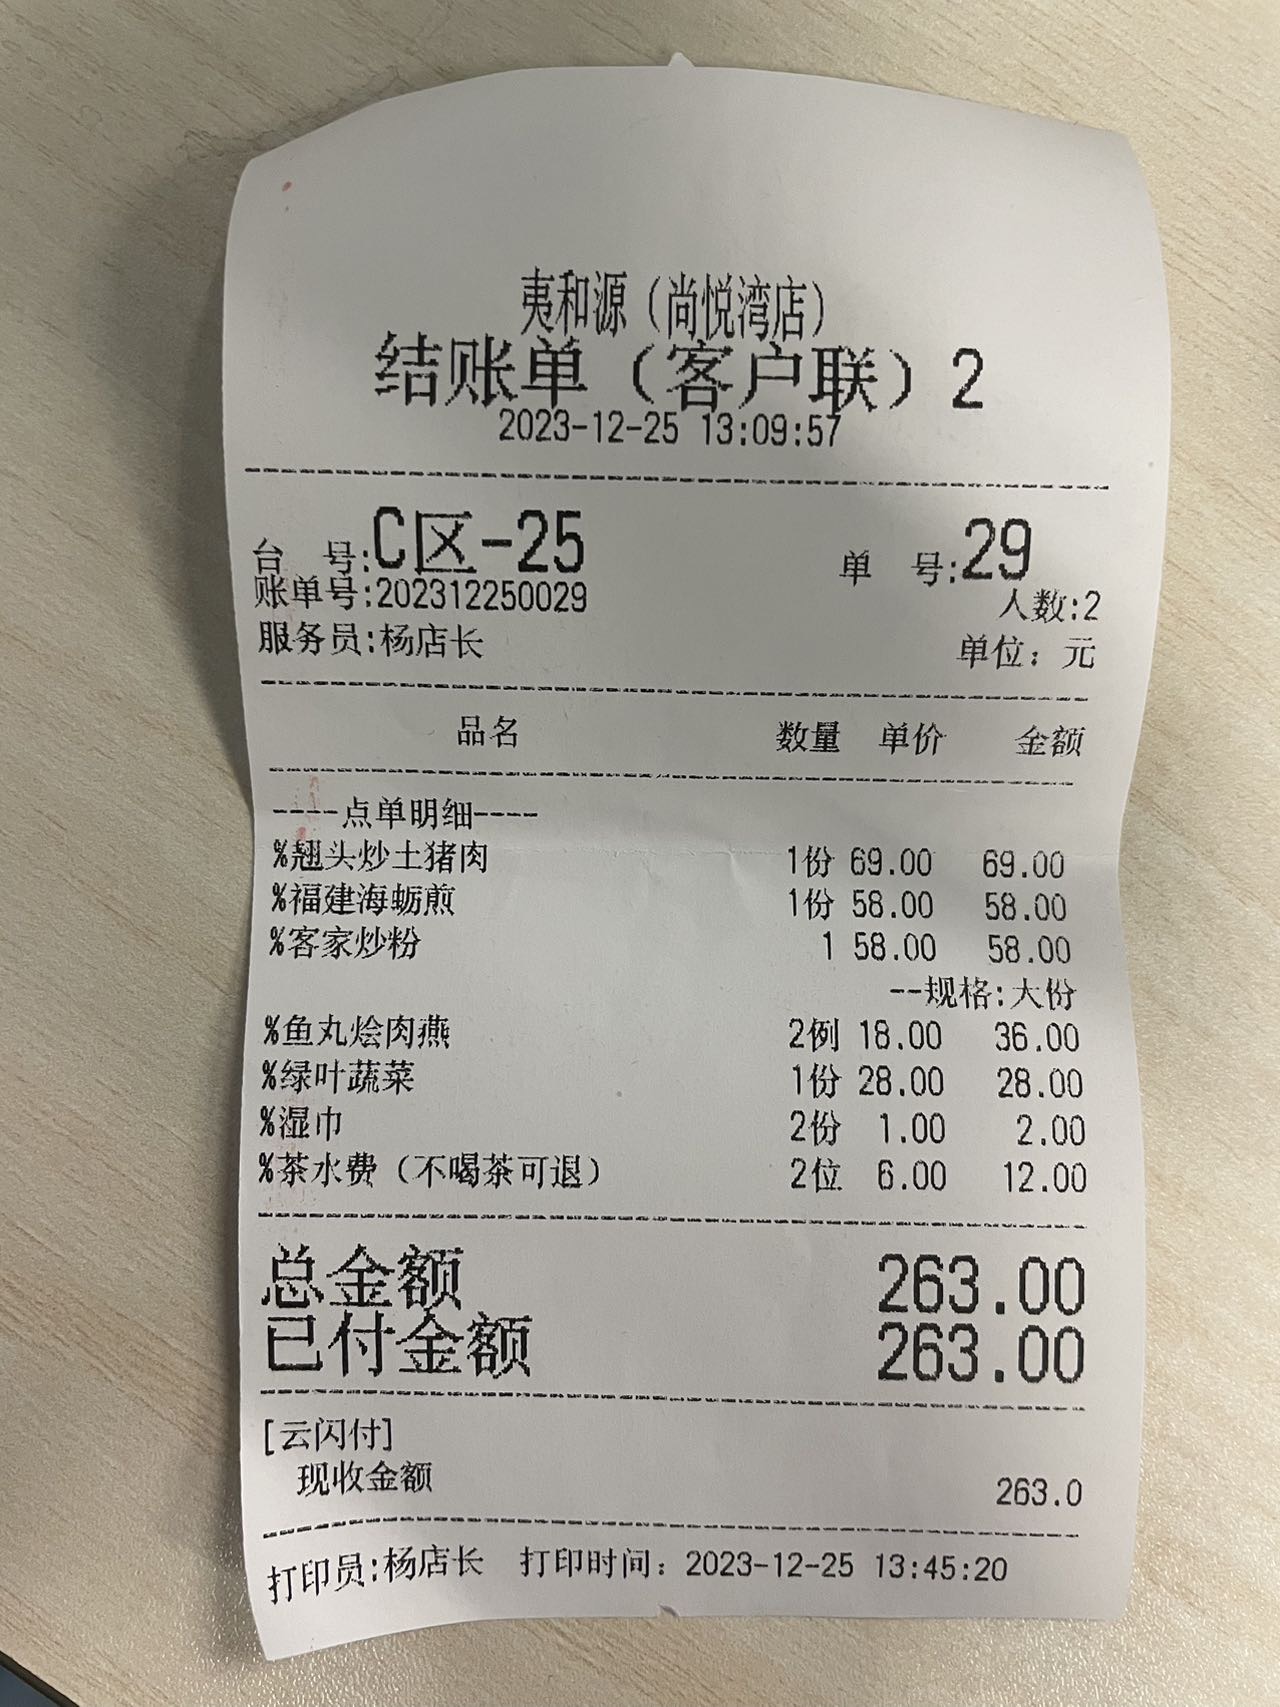 夷和源（尚悦湾店）
结账单（客户联）2
2023-12-25 13:09:57
台 号:C区-25 单 号:29
账单号:202312250029 人数:2
服务员:杨店长 单位：元
品名 数量 单价 金额
----点单明细----
%翘头炒土猪肉 1份 69.00 69.00
%福建海蛎煎 1份 58.00 58.00
%客家炒粉 1 58.00 58.00
--规格:大份
%鱼丸烩肉燕 2例 18.00 36.00
%绿叶蔬菜 1份 28.00 28.00
%湿巾 2份 1.00 2.00
%茶水费（不喝茶可退） 2位 6.00 12.00
总金额 263.00
已付金额 263.00
[云闪付]
现收金额 263.0
打印员:杨店长 打印时间：2023-12-25 13:45:20